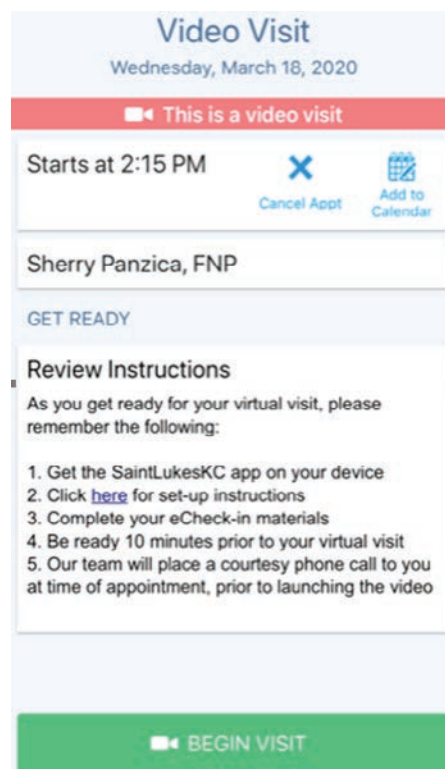 Video Visit
Wednesday, March 18, 2020
This is a video visit
Starts at 2:15 PM
Cancel Appt
Add to
Calendar
Sherry Panzica, FNP
GET READY
Review Instructions
As you get ready for your virtual visit, please
remember the following:
1. Get the SaintLukesKC app on your device
2. Click here for set-up instructions
3. Complete your eCheck-in materials
4. Be ready 10 minutes prior to your virtual visit
5. Our team will place a courtesy phone call to you
at time of appointment, prior to launching the video
BEGIN VISIT